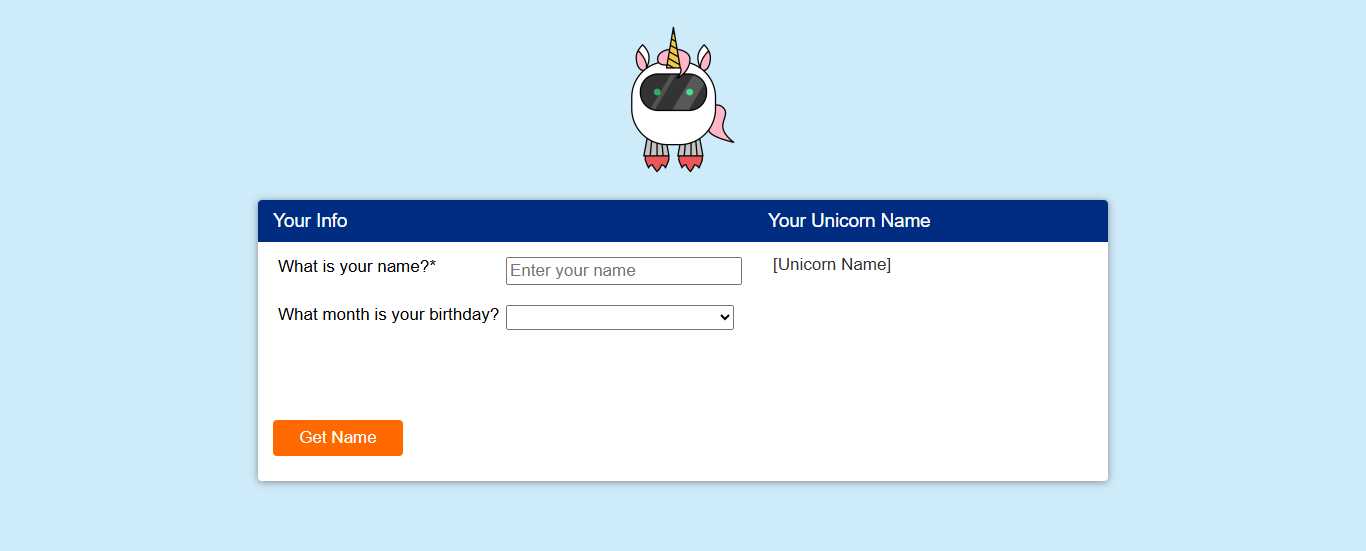 Your Info
Your Unicorn Name
What is your name?*
Enter your name
[Unicorn Name]
What month is your birthday?
Get Name